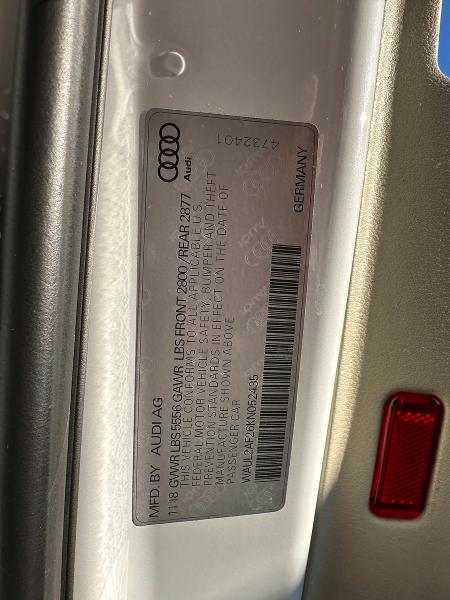 Audi
4732401
MFD. BY AUDI AG
11 18 GVWR LBS 5556 GAWR LBS FRONT 2800 / REAR 2877
THIS VEHICLE CONFORMS TO ALL APPLICABLE U.S.
FEDERAL MOTOR VEHICLE SAFETY, BUMPER AND THEFT
PREVENTION STANDARDS IN EFFECT ON THE DATE OF
MANUFACTURE SHOWN ABOVE
PASSENGER CAR
WAUL2AF26KN052435
GERMANY